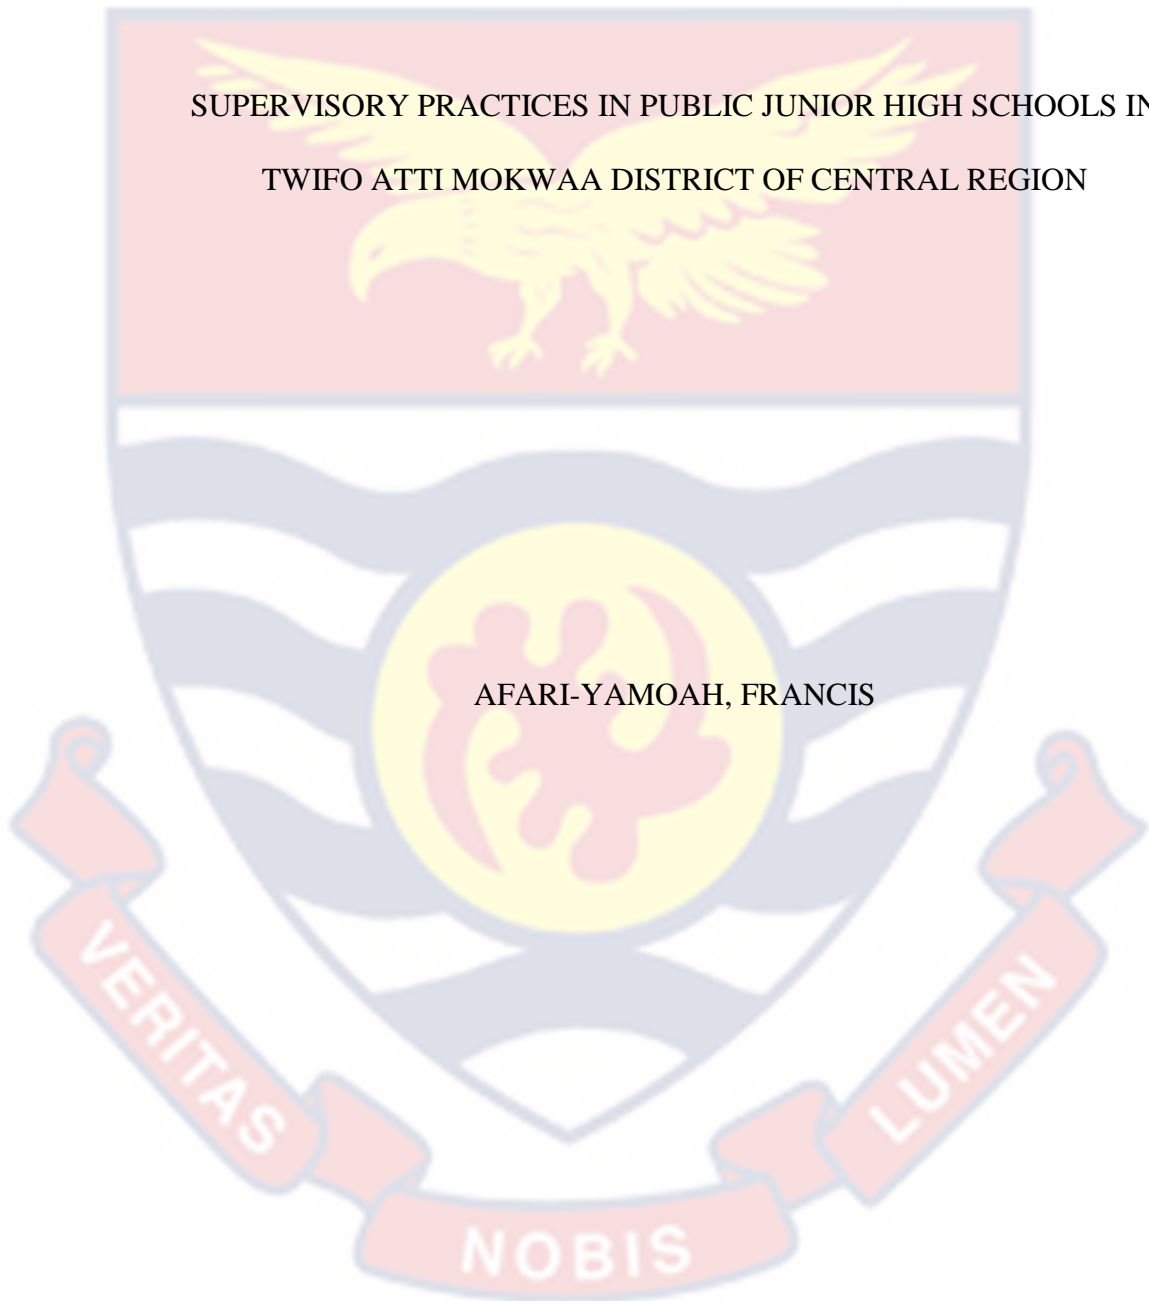 SUPERVISORY PRACTICES IN PUBLIC JUNIOR HIGH SCHOOLS IN
TWIFO ATTI MOKWAA DISTRICT OF CENTRAL REGION
AFARI-YAMOAH, FRANCIS
VERITAS
NOBIS
LUMEN